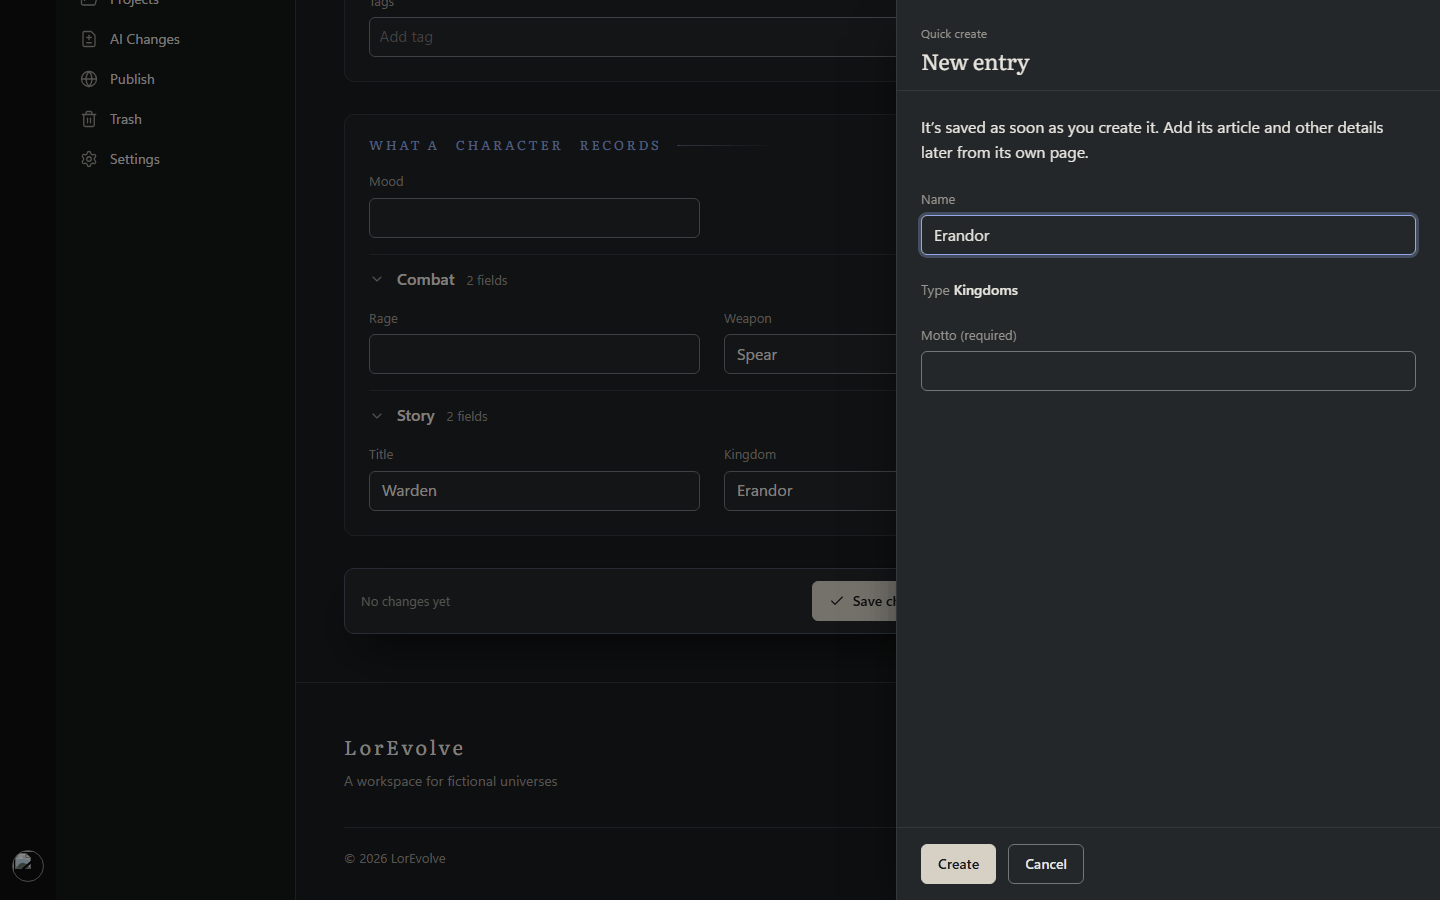 Projects
AI Changes
Publish
Trash
Settings
Tags
Add tag
WHAT A CHARACTER RECORDS
Mood
Combat 2 fields
Rage
Weapon
Spear
Story 2 fields
Title
Kingdom
Warden
Erandor
No changes yet
Save
LorEvolve
A workspace for fictional universes
© 2026 LorEvolve
Quick create
New entry
It’s saved as soon as you create it. Add its article and other details
later from its own page.
Name
Erandor
Type Kingdoms
Motto (required)
Create
Cancel